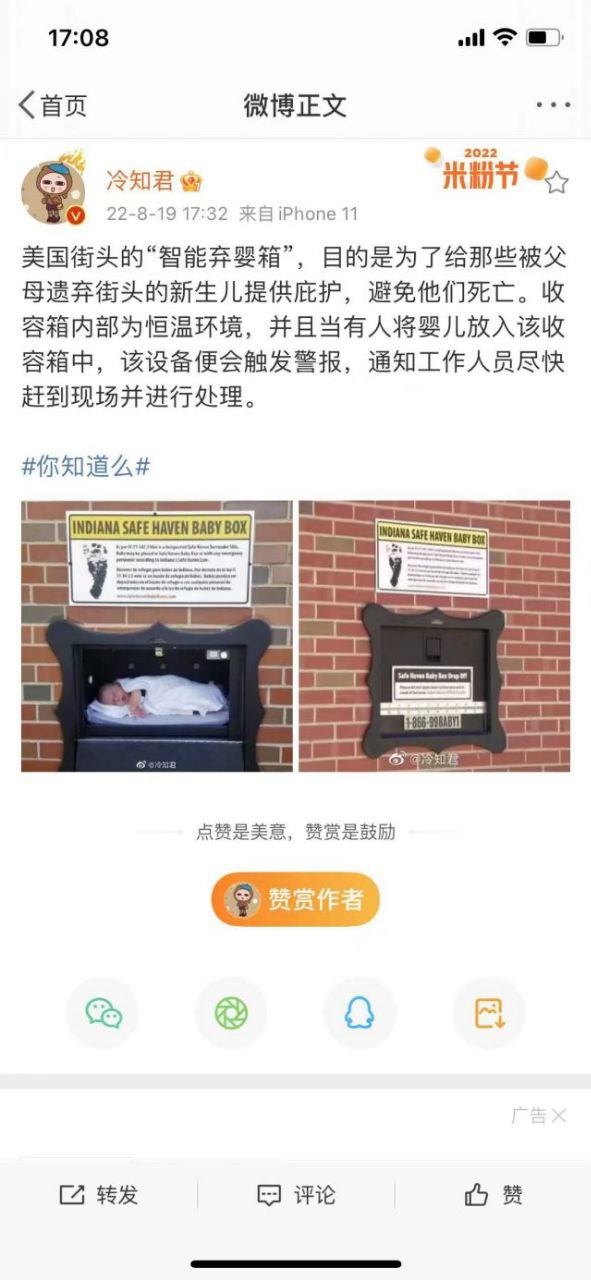 17:08
首页
微博正文
冷知君
2022
米粉节
22-8-19 17:32 来自 iPhone 11
美国街头的“智能弃婴箱”，目的是为了给那些被父
母遗弃街头的新生儿提供庇护，避免他们死亡。收
容箱内部为恒温环境，并且当有人将婴儿放入该收
容箱中，该设备便会触发警报，通知工作人员尽快
赶到现场并进行处理。
#你知道么#
INDIANA SAFE HAVEN BABY BOX
@冷知君
INDIANA SAFE HAVEN BABY BOX
Safe Haven Baby Box Drop Off
1-866-99BABY1
@冷知君
点赞是美意，赞赏是鼓励
赞赏作者
广告
转发
评论
赞